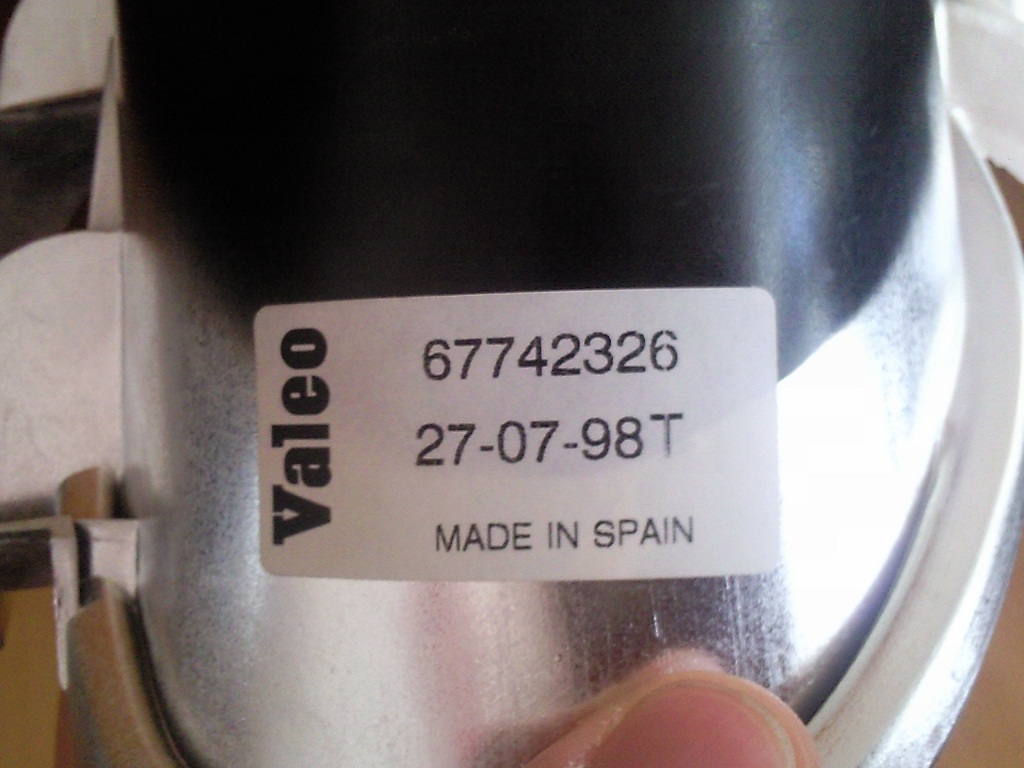 Valeo
67742326
27-07-98T
MADE IN SPAIN